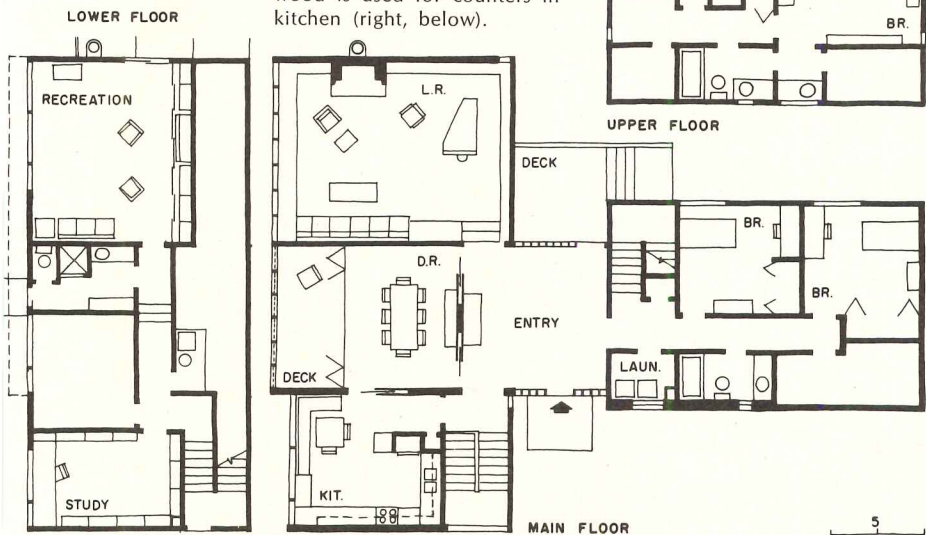 wood is used for counters in
kitchen (right, below).
LOWER FLOOR
RECREATION
STUDY
L.R.
DECK
D.R.
ENTRY
DECK
KIT.
LAUN.
BR.
BR.
MAIN FLOOR
BR.
UPPER FLOOR
5